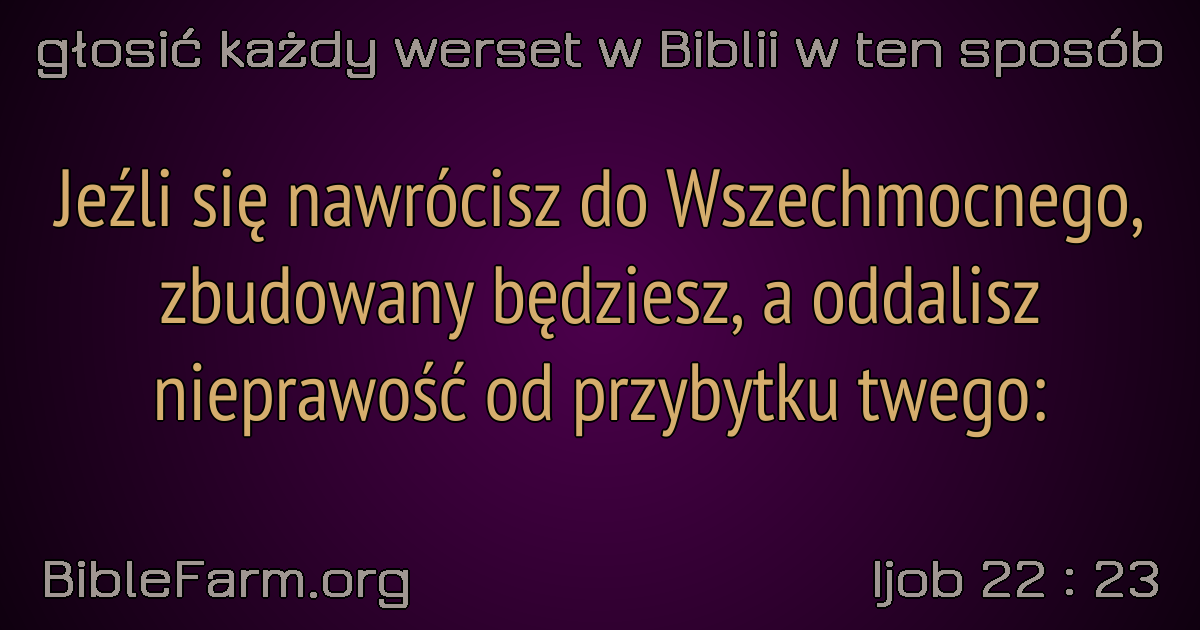 głosić każdy werset w Biblii w ten sposób
Jeźli się nawrócisz do Wszechmocnego,
zbudowany będziesz, a oddalisz
nieprawość od przybytku twego:
BibleFarm.org
Ijob 22 : 23